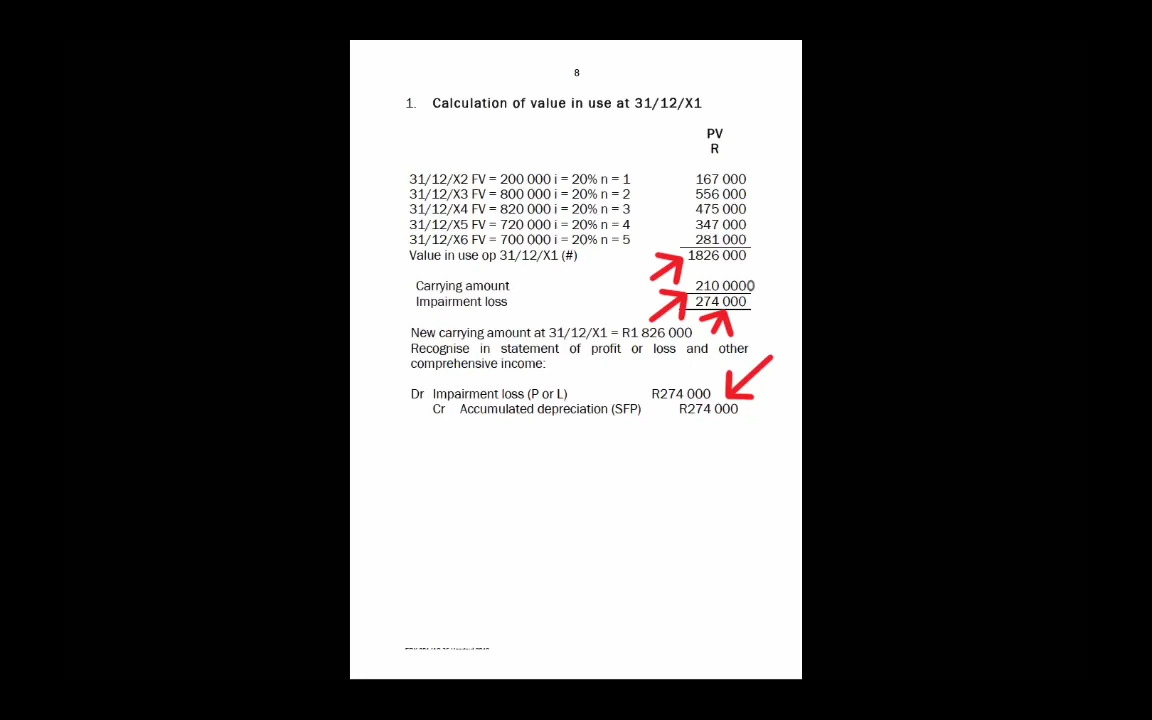 8
1. Calculation of value in use at 31/12/X1
PV
R
31/12/X2 FV = 200 000 i = 20% n = 1 167 000
31/12/X3 FV = 800 000 i = 20% n = 2 556 000
31/12/X4 FV = 820 000 i = 20% n = 3 475 000
31/12/X5 FV = 720 000 i = 20% n = 4 347 000
31/12/X6 FV = 700 000 i = 20% n = 5 281 000
Value in use op 31/12/X1 (#) 1826 000
Carrying amount 210 0000
Impairment loss 274 000
New carrying amount at 31/12/X1 = R1 826 000
Recognise in statement of profit or loss and other
comprehensive income:
Dr Impairment loss (P or L) R274 000
Cr Accumulated depreciation (SFP) R274 000